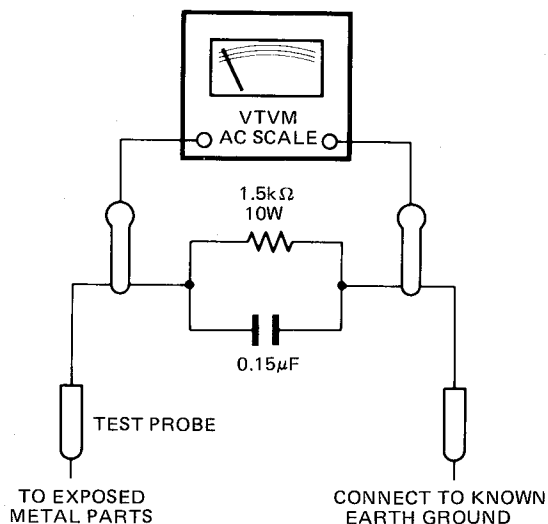 VTVM
AC SCALE
1.5kΩ
10W
0.15μF
TEST PROBE
TO EXPOSED
METAL PARTS
CONNECT TO KNOWN
EARTH GROUND